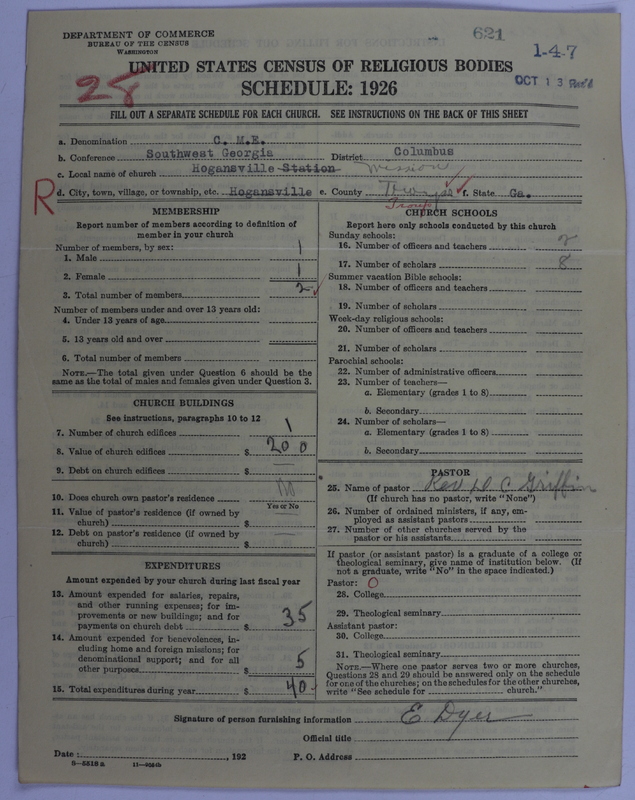 DEPARTMENT OF COMMERCE
BUREAU OF THE CENSUS
WASHINGTON
621
1-47
28
UNITED STATES CENSUS OF RELIGIOUS BODIES
SCHEDULE: 1926
OCT 13 Rec'd
FILL OUT A SEPARATE SCHEDULE FOR EACH CHURCH. SEE INSTRUCTIONS ON THE BACK OF THIS SHEET
a. Denomination C. M.E.
b. Conference Southwest Georgia District Columbus
c. Local name of church Hogansville Station Mission
R d. City, town, village, or township, etc. Hogansville e. County Troup f. State Ga.
MEMBERSHIP
Report number of members according to definition of
member in your church
Number of members, by sex:
1. Male 1
2. Female 1
3. Total number of members 2
Number of members under and over 13 years old:
4. Under 13 years of age
5. 13 years old and over
6. Total number of members
NOTE.—The total given under Question 6 should be the
same as the total of males and females given under Question 3.
CHURCH BUILDINGS
See instructions, paragraphs 10 to 12
7. Number of church edifices 1
8. Value of church edifices $ 200
9. Debt on church edifices $
10. Does church own pastor's residence No
Yes or No
11. Value of pastor's residence (if owned by
church) $
12. Debt on pastor's residence (if owned by
church) $
EXPENDITURES
Amount expended by your church during last fiscal year
13. Amount expended for salaries, repairs,
and other running expenses; for im-
provements or new buildings; and for
payments on church debt $ 35
14. Amount expended for benevolences, in-
cluding home and foreign missions; for
denominational support; and for all
other purposes $ 5
15. Total expenditures during year $ 40-
CHURCH SCHOOLS
Report here only schools conducted by this church
Sunday schools:
16. Number of officers and teachers 2
17. Number of scholars 8
Summer vacation Bible schools:
18. Number of officers and teachers
19. Number of scholars
Week-day religious schools:
20. Number of officers and teachers
21. Number of scholars
Parochial schools:
22. Number of administrative officers
23. Number of teachers—
a. Elementary (grades 1 to 8)
b. Secondary
24. Number of scholars—
a. Elementary (grades 1 to 8)
b. Secondary
PASTOR
25. Name of pastor Rev. D. C. Griffin
(If church has no pastor, write "None")
26. Number of ordained ministers, if any, em-
ployed as assistant pastors
27. Number of other churches served by the
pastor or his assistants
If pastor (or assistant pastor) is a graduate of a college or
theological seminary, give name of institution below. (If
not a graduate, write "No" in the space indicated.)
Pastor: O
28. College
29. Theological seminary
Assistant pastor:
30. College
31. Theological seminary
NOTE.—Where one pastor serves two or more churches,
Questions 28 and 29 should be answered only on the schedule
for one of the churches; on the schedules for the other churches,
write "See schedule for church."
Signature of person furnishing information E Dyer
Official title
Date: , 192 P. O. Address